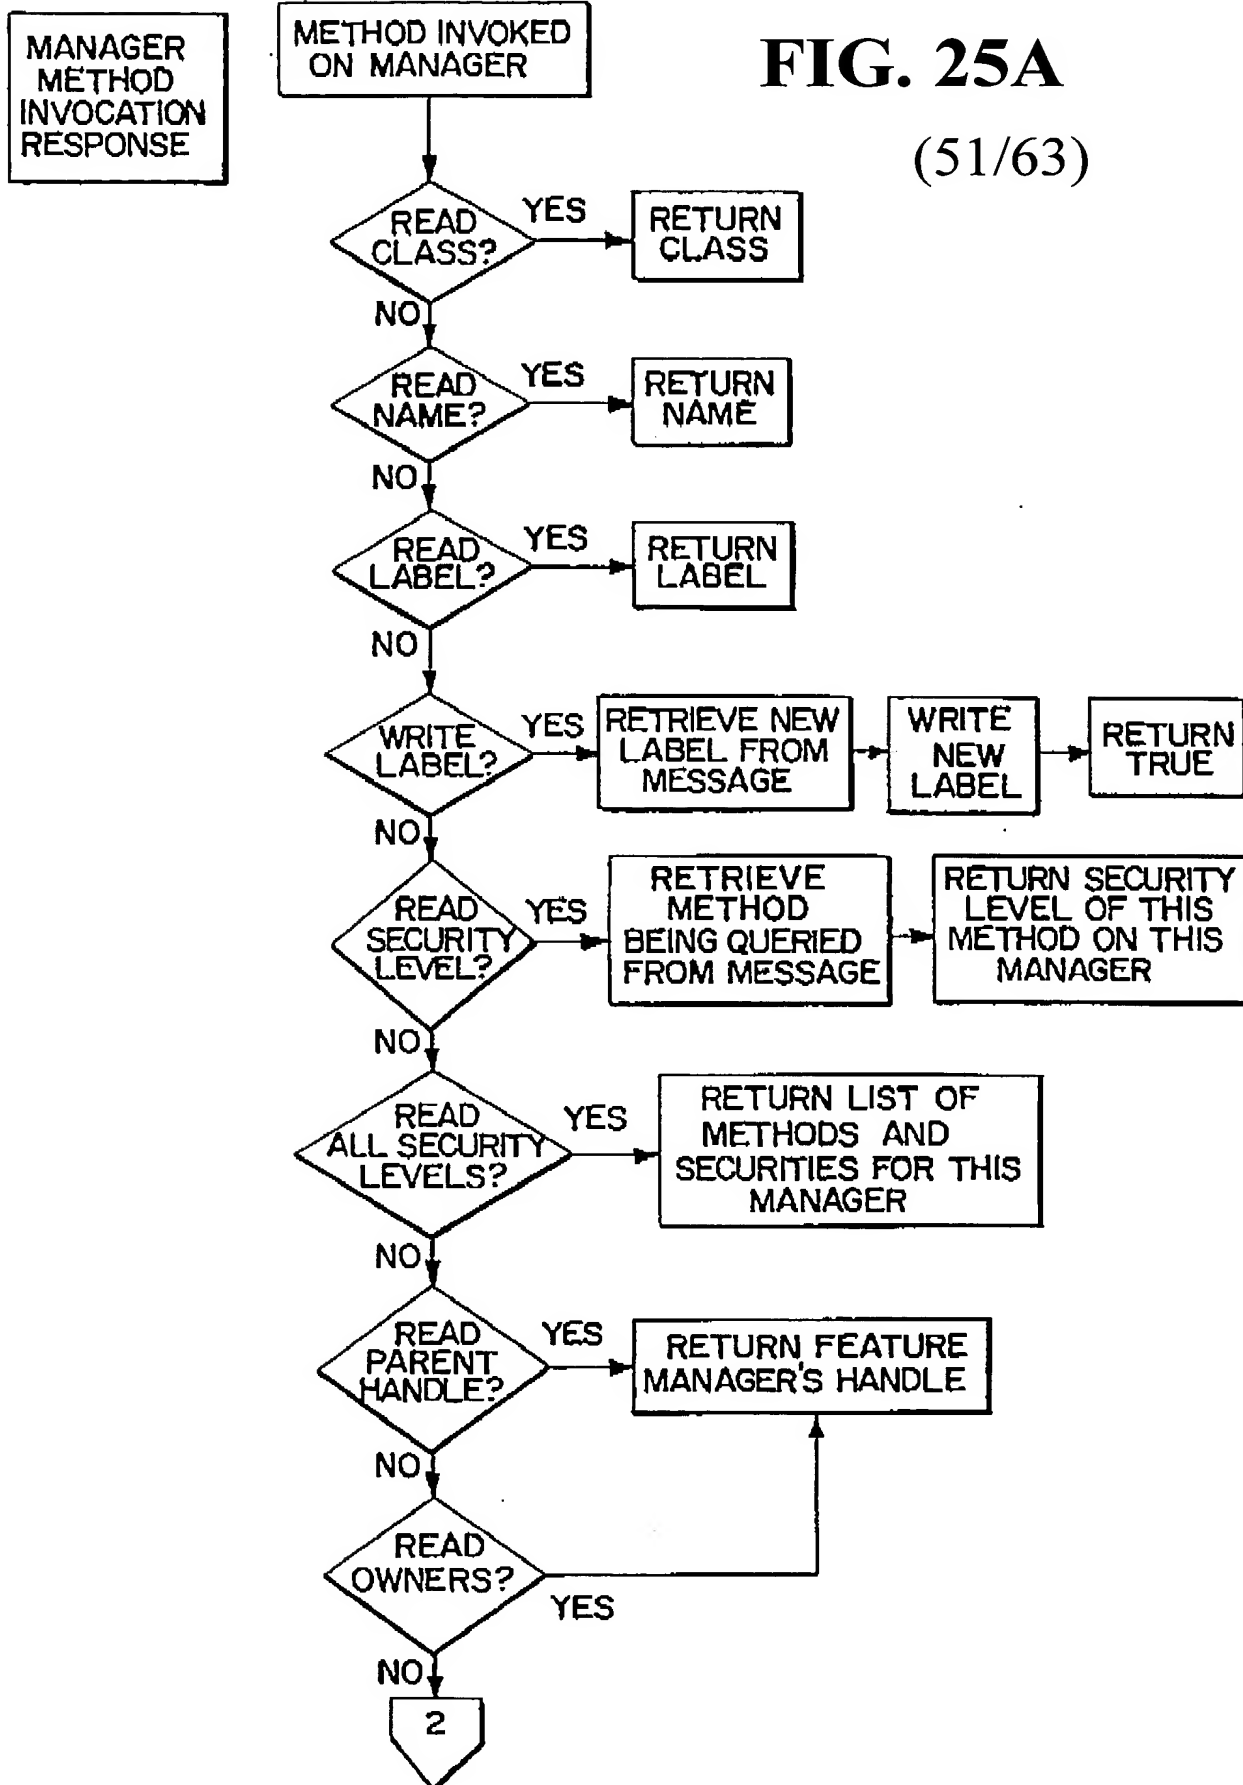 MANAGER
METHOD
INVOCATION
RESPONSE
METHOD INVOKED
ON MANAGER
FIG. 25A
(51/63)
READ
CLASS?
YES
RETURN
CLASS
NO
READ
NAME?
YES
RETURN
NAME
NO
READ
LABEL?
YES
RETURN
LABEL
NO
WRITE
LABEL?
YES
RETRIEVE NEW
LABEL FROM
MESSAGE
WRITE
NEW
LABEL
RETURN
TRUE
NO
READ
SECURITY
LEVEL?
YES
RETRIEVE
METHOD
BEING QUERIED
FROM MESSAGE
RETURN SECURITY
LEVEL OF THIS
METHOD ON THIS
MANAGER
NO
READ
ALL SECURITY
LEVELS?
YES
RETURN LIST OF
METHODS AND
SECURITIES FOR THIS
MANAGER
NO
READ
PARENT
HANDLE?
YES
RETURN FEATURE
MANAGER'S HANDLE
NO
READ
OWNERS?
YES
NO
2